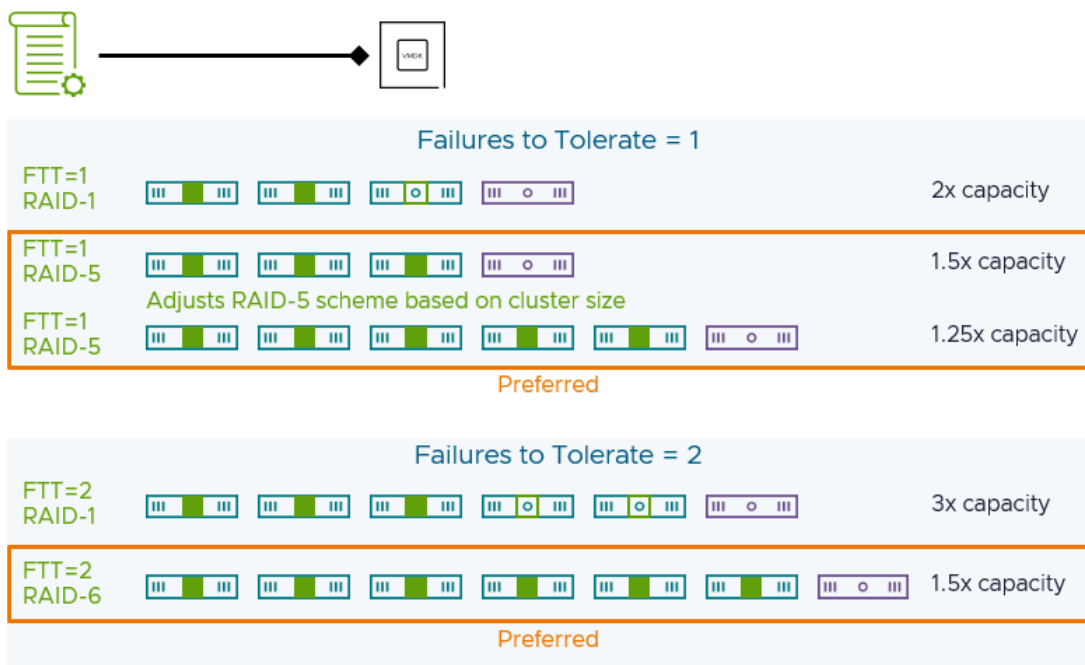 VMDK
Failures to Tolerate = 1
FTT=1
RAID-1
2x capacity
FTT=1
RAID-5
1.5x capacity
Adjusts RAID-5 scheme based on cluster size
FTT=1
RAID-5
1.25x capacity
Preferred
Failures to Tolerate = 2
FTT=2
RAID-1
3x capacity
FTT=2
RAID-6
1.5x capacity
Preferred